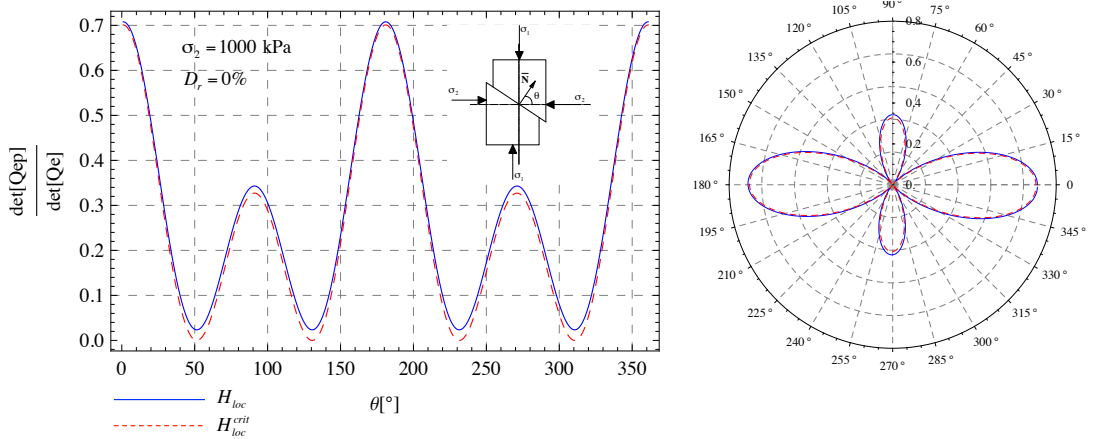 0.7
0.6
0.5
0.4
0.3
0.2
0.1
0.0
det[Qep]
det[Qe]
σ₂ = 1000 kPa
D_r = 0%
σ₁
N
θ
σ₂
σ₂
σ₁
0 50 100 150 200 250 300 350
θ[°]
H_loc
H_loc^crit
90°
105° 75°
120° 60°
135° 45°
150° 30°
165° 15°
180° 0
195° 345°
210° 330°
225° 315°
240° 300°
255° 285°
270°
0.8
0.6
0.4
0.2
0